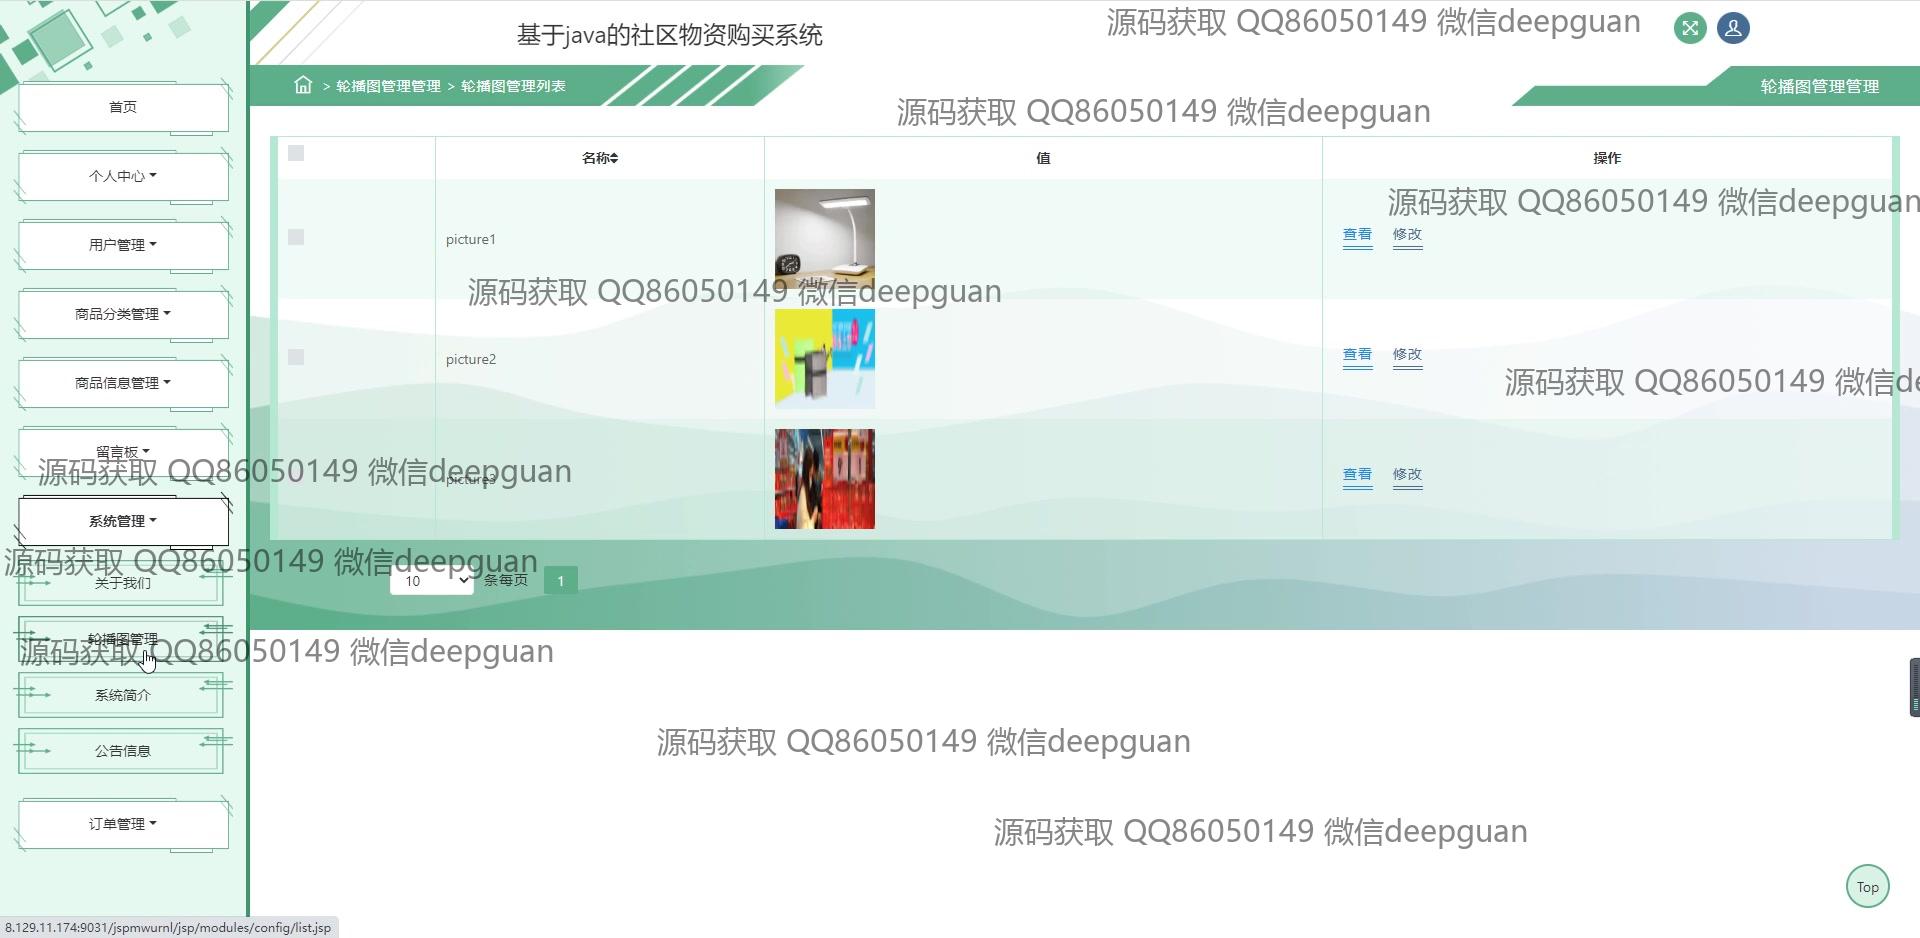 基于java的社区物资购买系统
源码获取 QQ86050149 微信deepguan
> 轮播图管理管理 > 轮播图管理列表
轮播图管理管理
源码获取 QQ86050149 微信deepguan
首页
个人中心
用户管理
商品分类管理
商品信息管理
留言板
系统管理
关于我们
轮播图管理
系统简介
公告信息
订单管理
名称
值
操作
源码获取 QQ86050149 微信deepguan
picture1
查看 修改
源码获取 QQ86050149 微信deepguan
picture2
查看 修改
源码获取 QQ86050149 微信de
picture3
查看 修改
源码获取 QQ86050149 微信deepguan
源码获取 QQ86050149 微信deepguan
10 条每页 1
源码获取 QQ86050149 微信deepguan
源码获取 QQ86050149 微信deepguan
源码获取 QQ86050149 微信deepguan
Top
8.129.11.174:9031/jspmwurnl/jsp/modules/config/list.jsp